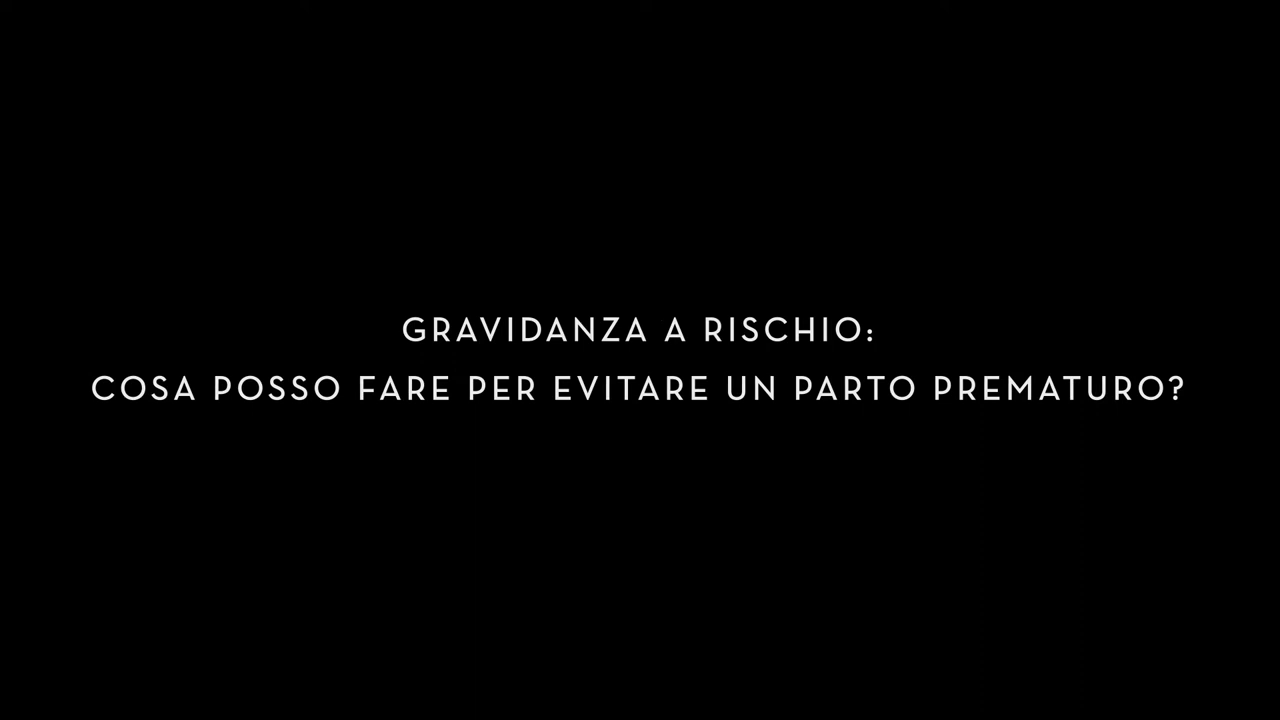 GRAVIDANZA A RISCHIO:
COSA POSSO FARE PER EVITARE UN PARTO PREMATURO?